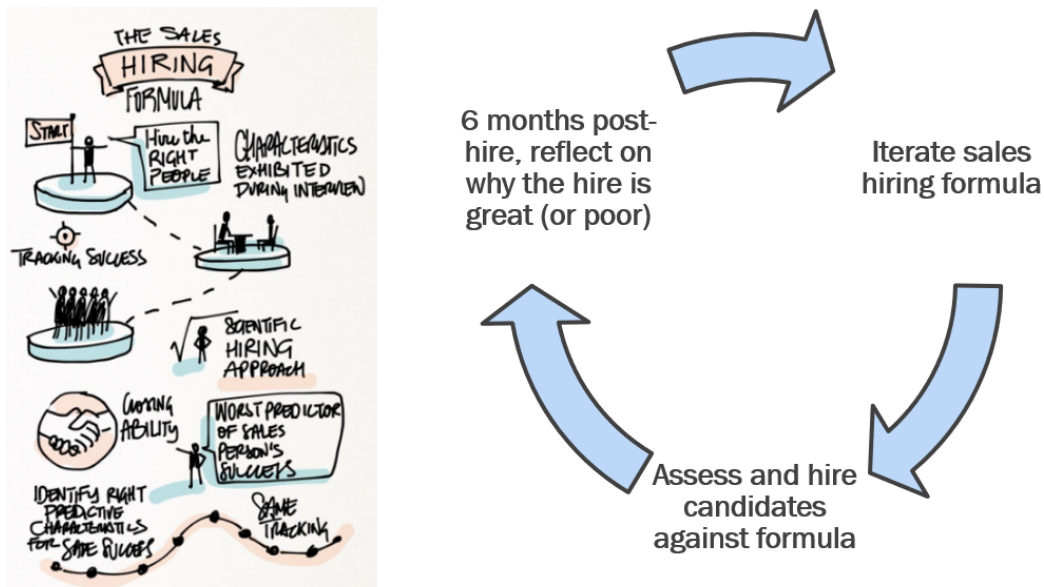 THE SALES
HIRING
FORMULA
START
Hire the
RIGHT
PEOPLE
CHARACTERISTICS
EXHIBITED
DURING INTERVIEW
TRACKING SUCCESS
SCIENTIFIC
HIRING
APPROACH
CLOSING
ABILITY
WORST PREDICTOR
OF SALES
PERSON'S
SUCCESS
IDENTIFY RIGHT
PREDICTIVE
CHARACTERISTICS
FOR SALE SUCCESS
SAME
TRACKING
6 months post-
hire, reflect on
why the hire is
great (or poor)
Iterate sales
hiring formula
Assess and hire
candidates
against formula